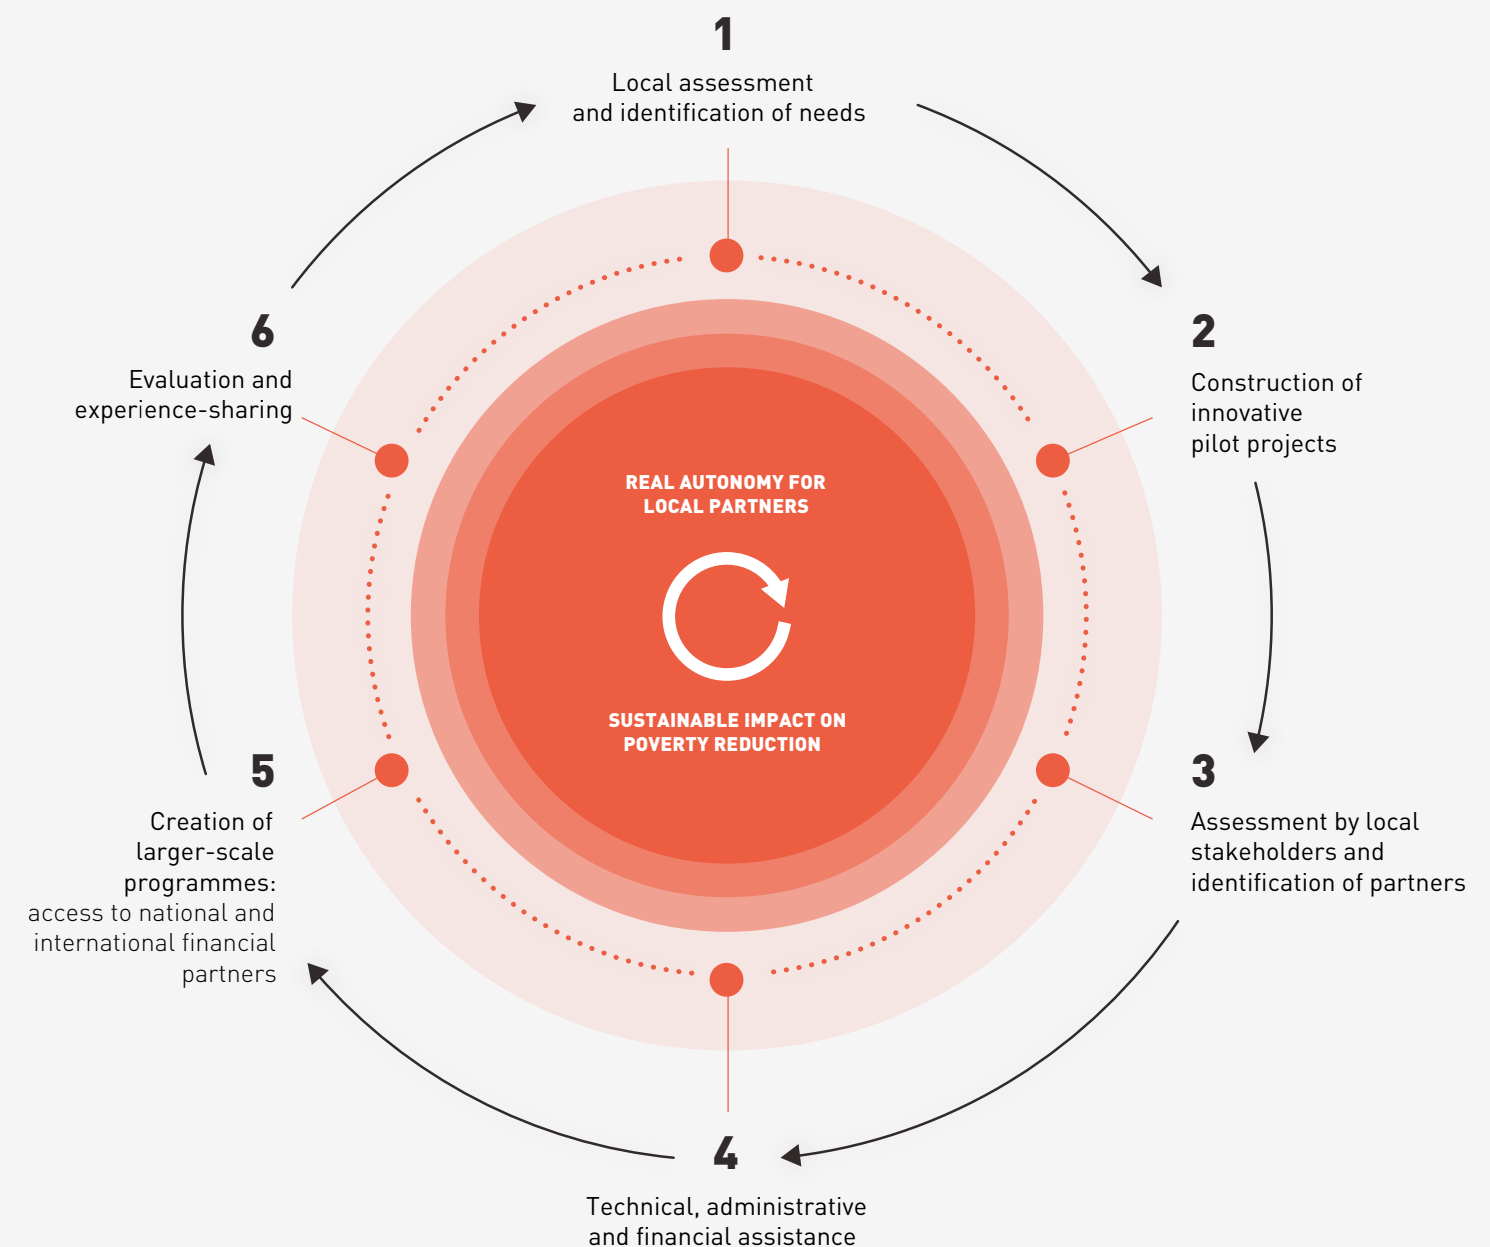 1
Local assessment
and identification of needs
2
Construction of
innovative
pilot projects
3
Assessment by local
stakeholders and
identification of partners
4
Technical, administrative
and financial assistance
5
Creation of
larger-scale
programmes:
access to national and
international financial
partners
6
Evaluation and
experience-sharing
REAL AUTONOMY FOR
LOCAL PARTNERS
SUSTAINABLE IMPACT ON
POVERTY REDUCTION